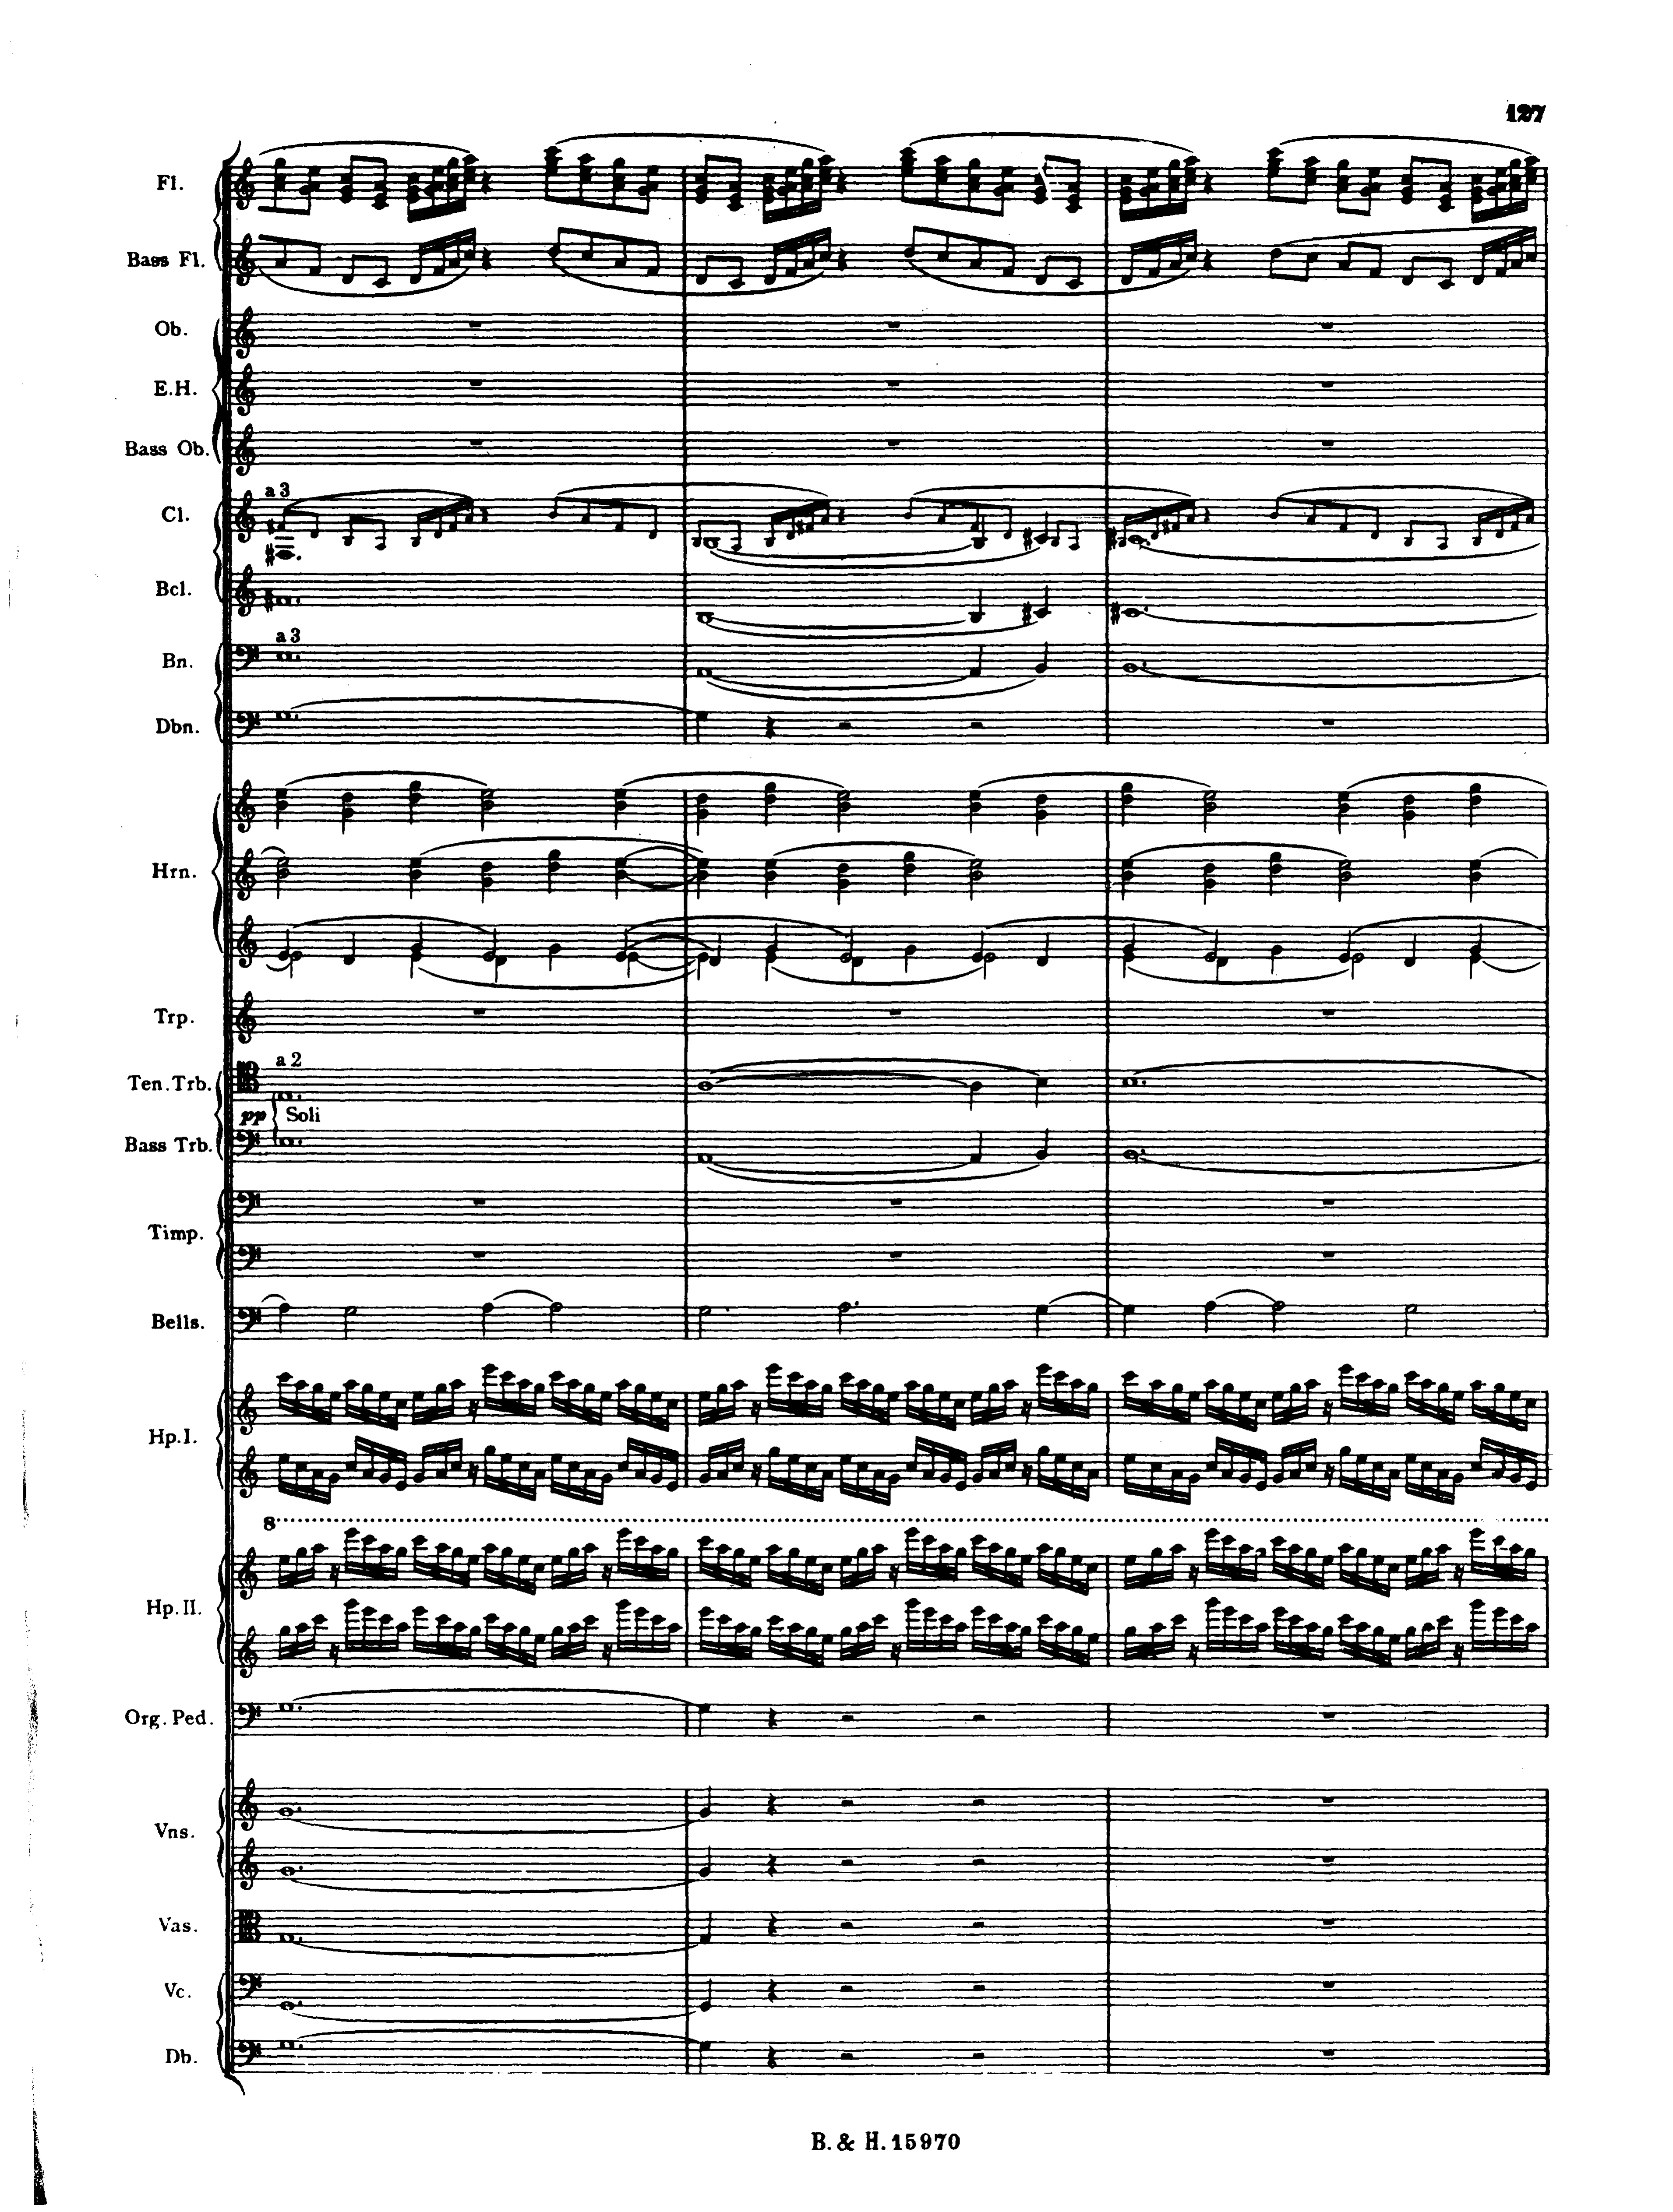 127
Fl.
Bass Fl.
Ob.
E.H.
Bass Ob.
a 3
Cl.
Bcl.
a 3
Bn.
Dbn.
Hrn.
Trp.
a 2
Ten. Trb.
pp Soli
Bass Trb.
Timp.
Bells.
Hp. I.
8
Hp. II.
Org. Ped.
Vns.
Vas.
Vc.
Db.
B. & H. 15970